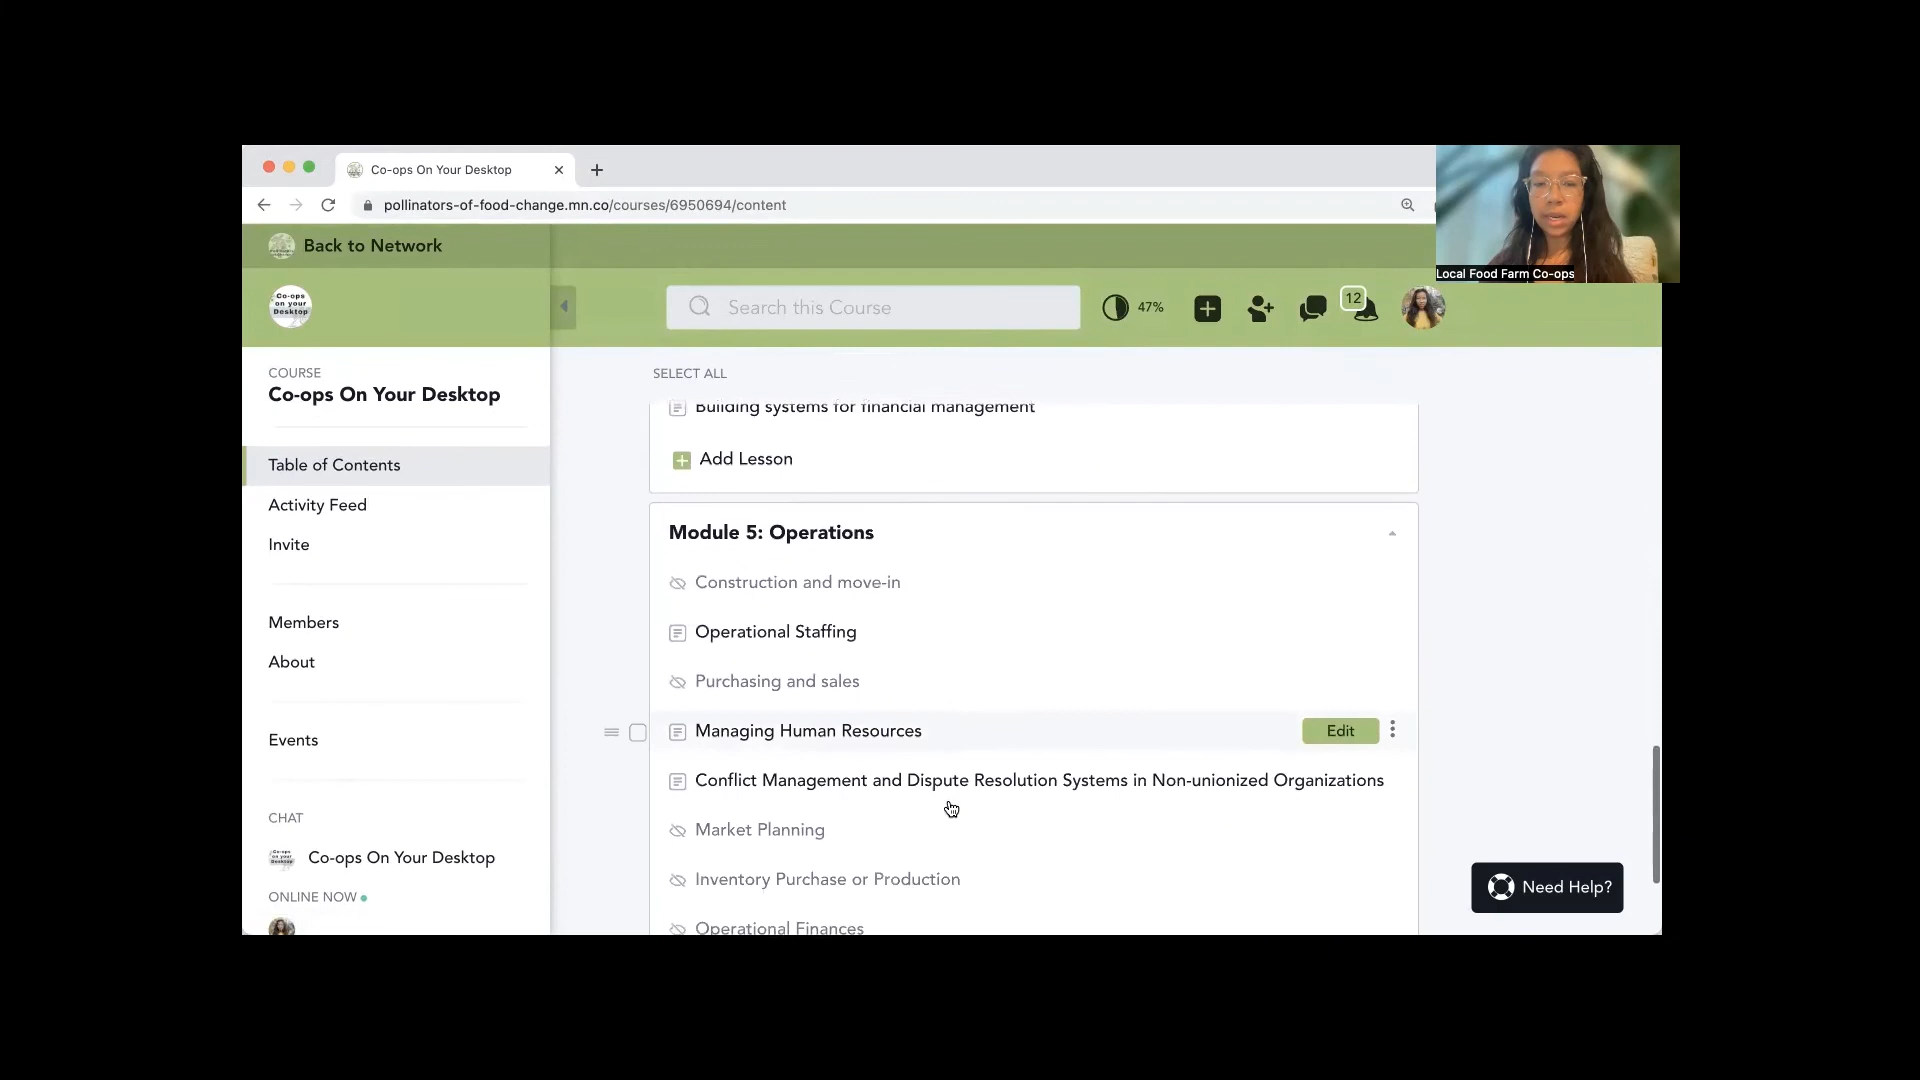 Co-ops On Your Desktop
pollinators-of-food-change.mn.co/courses/6950694/content
Local Food Farm Co-ops
Back to Network
Co-ops
on your
Desktop
Search this Course
47%
12
COURSE
Co-ops On Your Desktop
Table of Contents
Activity Feed
Invite
Members
About
Events
CHAT
Co-ops On Your Desktop
ONLINE NOW
SELECT ALL
Building systems for financial management
Add Lesson
Module 5: Operations
Construction and move-in
Operational Staffing
Purchasing and sales
Managing Human Resources
Edit
Conflict Management and Dispute Resolution Systems in Non-unionized Organizations
Market Planning
Inventory Purchase or Production
Operational Finances
Need Help?